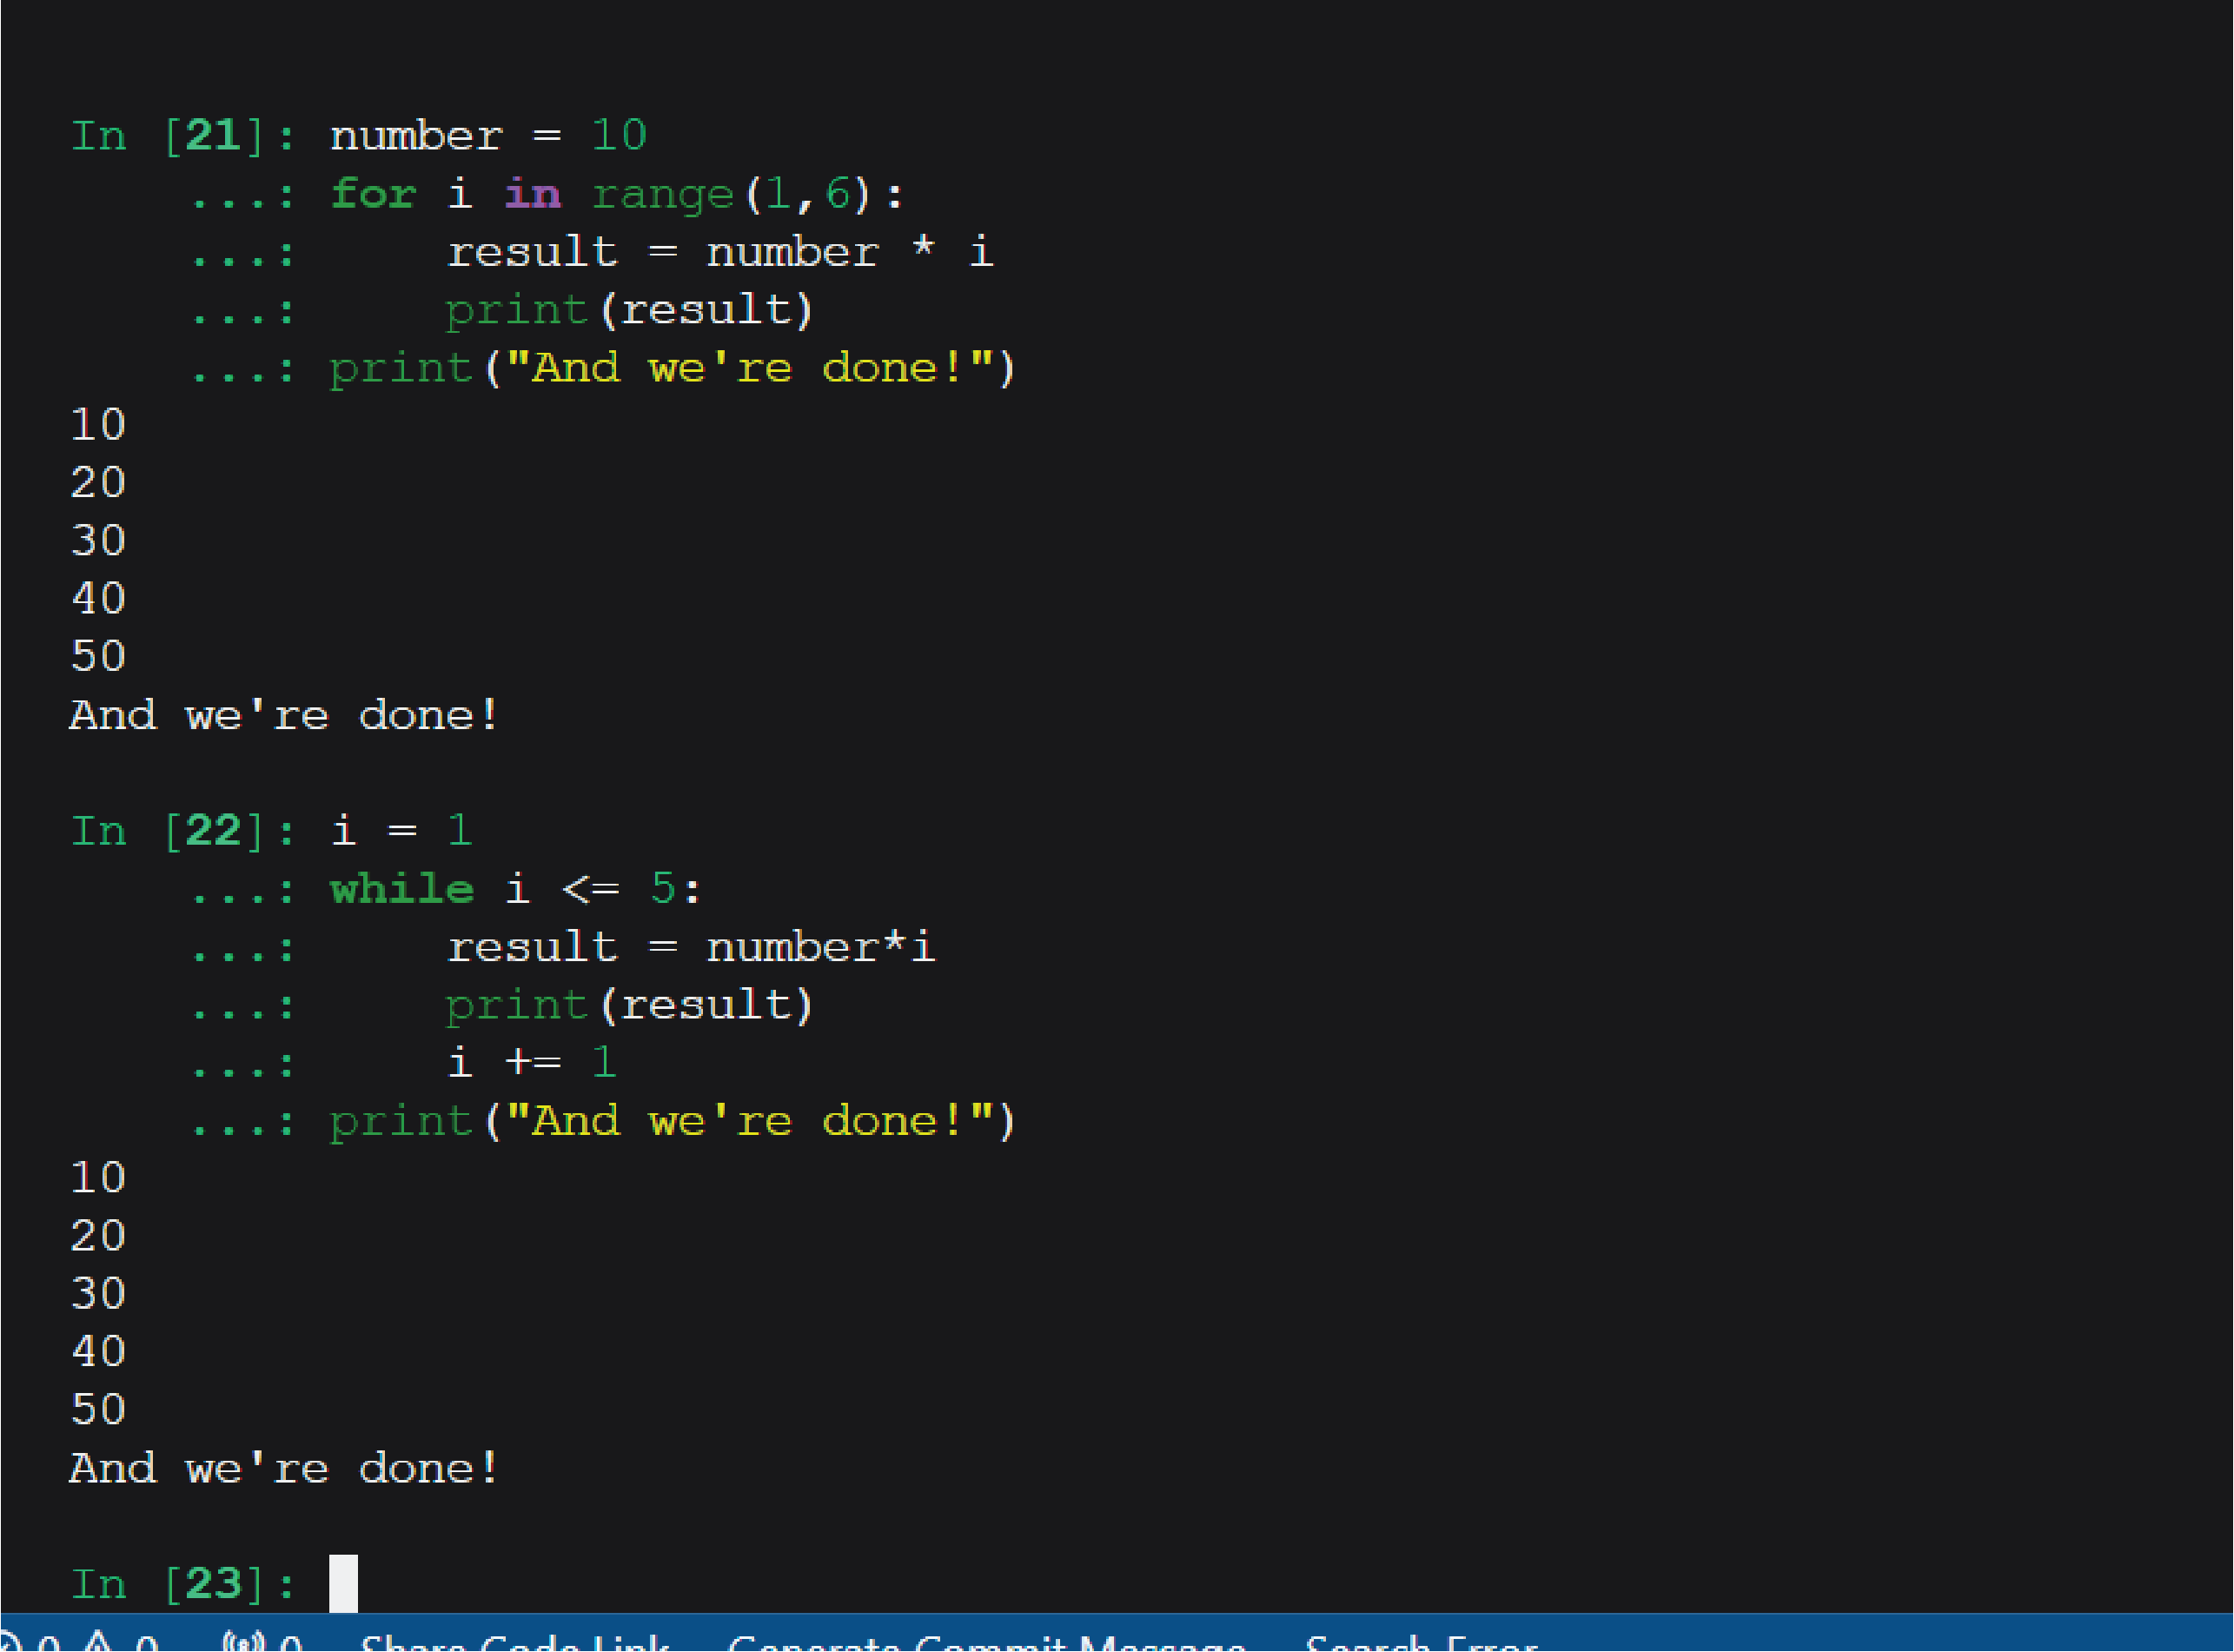 In [21]: number = 10
    ...: for i in range(1,6):
    ...:     result = number * i
    ...:     print(result)
    ...: print("And we're done!")
10
20
30
40
50
And we're done!
In [22]: i = 1
    ...: while i <= 5:
    ...:     result = number*i
    ...:     print(result)
    ...:     i += 1
    ...: print("And we're done!")
10
20
30
40
50
And we're done!
In [23]:
0 0 0 Share Code Link Generate Commit Message Search Error